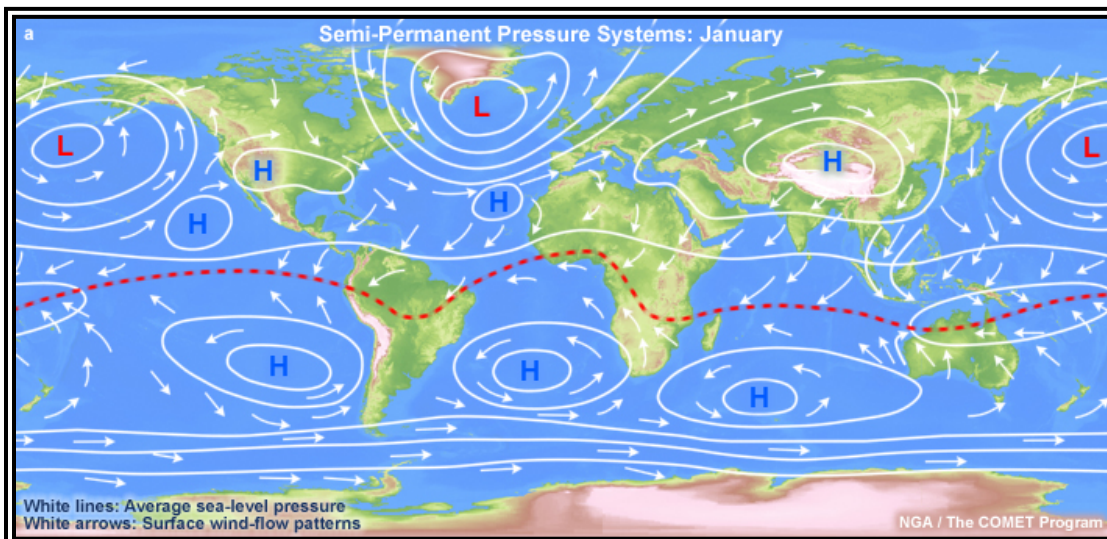 a
Semi-Permanent Pressure Systems: January
L
L
L
H
H
H
H
H
H
H
White lines: Average sea-level pressure
White arrows: Surface wind-flow patterns
NGA / The COMET Program